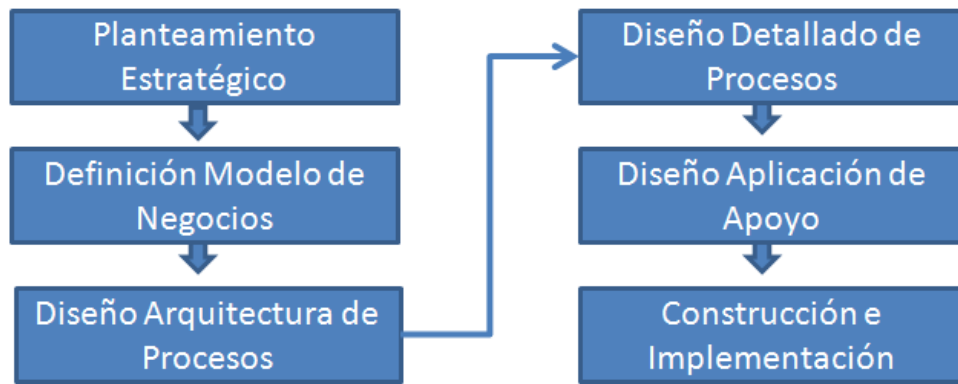 Planteamiento
Estratégico
Definición Modelo de
Negocios
Diseño Arquitectura de
Procesos
Diseño Detallado de
Procesos
Diseño Aplicación de
Apoyo
Construcción e
Implementación